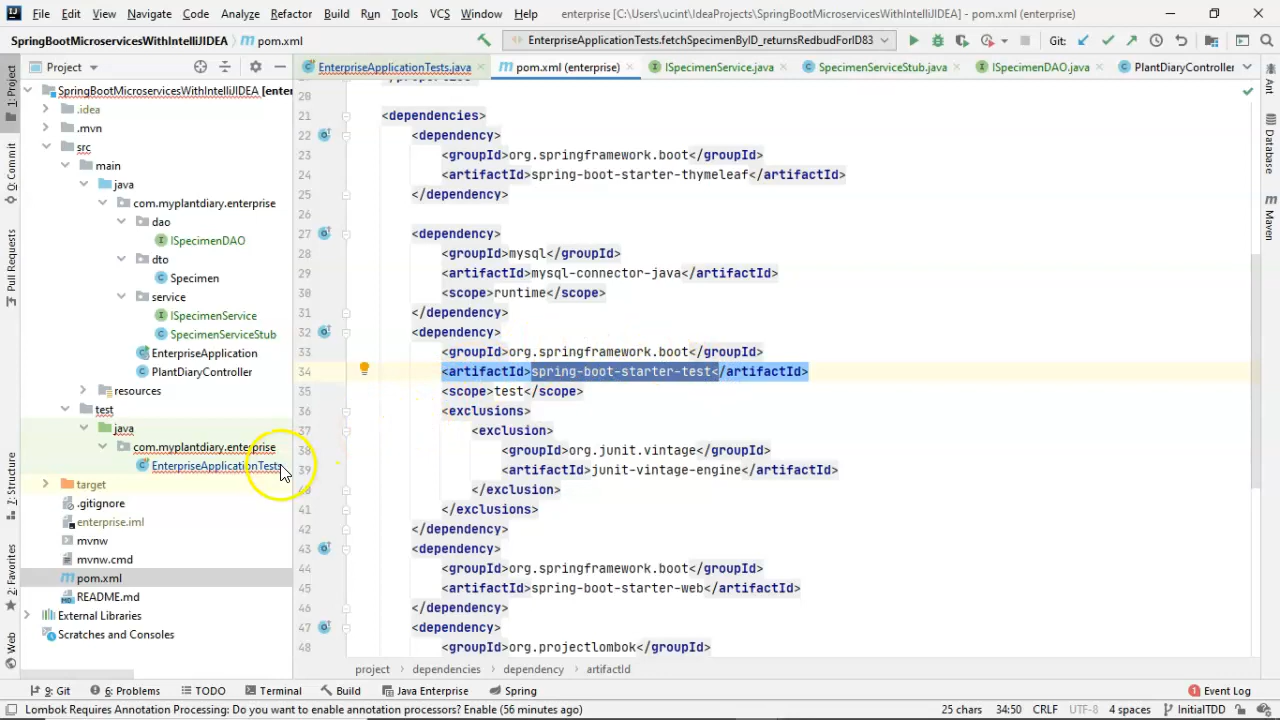 File Edit View Navigate Code Analyze Refactor Build Run Tools VCS Window Help enterprise [C:\Users\ucint\IdeaProjects\SpringBootMicroservicesWithIntelliJIDEA] - pom.xml (enterprise)
SpringBootMicroservicesWithIntelliJIDEA pom.xml EnterpriseApplicationTests.fetchSpecimenByID_returnsRedbudForID83 Git:
Project EnterpriseApplicationTests.java pom.xml (enterprise) ISpecimenService.java SpecimenServiceStub.java ISpecimenDAO.java PlantDiaryController
1: Project
0: Commit
Pull Requests
Z: Structure
2: Favorites
Web
SpringBootMicroservicesWithIntelliJIDEA [enter
.idea
.mvn
src
main
java
com.myplantdiary.enterprise
dao
ISpecimenDAO
dto
Specimen
service
ISpecimenService
SpecimenServiceStub
EnterpriseApplication
PlantDiaryController
resources
test
java
com.myplantdiary.enterprise
EnterpriseApplicationTests
target
.gitignore
enterprise.iml
mvnw
mvnw.cmd
pom.xml
README.md
External Libraries
Scratches and Consoles
20
21 <dependencies>
22 <dependency>
23 <groupId>org.springframework.boot</groupId>
24 <artifactId>spring-boot-starter-thymeleaf</artifactId>
25 </dependency>
26
27 <dependency>
28 <groupId>mysql</groupId>
29 <artifactId>mysql-connector-java</artifactId>
30 <scope>runtime</scope>
31 </dependency>
32 <dependency>
33 <groupId>org.springframework.boot</groupId>
34 <artifactId>spring-boot-starter-test</artifactId>
35 <scope>test</scope>
36 <exclusions>
37 <exclusion>
38 <groupId>org.junit.vintage</groupId>
39 <artifactId>junit-vintage-engine</artifactId>
40 </exclusion>
41 </exclusions>
42 </dependency>
43 <dependency>
44 <groupId>org.springframework.boot</groupId>
45 <artifactId>spring-boot-starter-web</artifactId>
46 </dependency>
47 <dependency>
48 <groupId>org.projectlombok</groupId>
Ant
Database
Maven
project dependencies dependency artifactId
9: Git 6: Problems TODO Terminal Build Java Enterprise Spring 1 Event Log
Lombok Requires Annotation Processing: Do you want to enable annotation processors? Enable (56 minutes ago) 25 chars 34:50 CRLF UTF-8 4 spaces InitialTDD